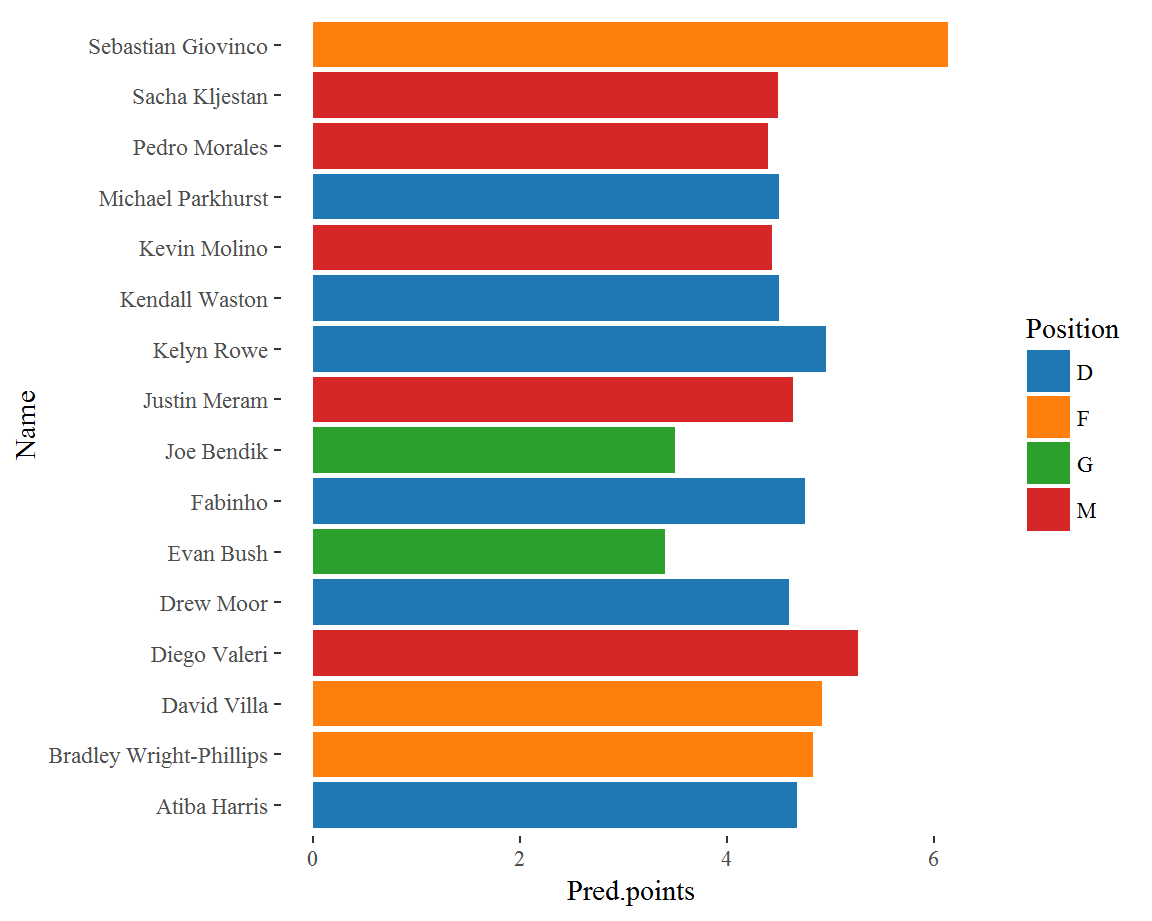 Sebastian Giovinco
Sacha Kljestan
Pedro Morales
Michael Parkhurst
Kevin Molino
Kendall Waston
Kelyn Rowe
Justin Meram
Joe Bendik
Fabinho
Evan Bush
Drew Moor
Diego Valeri
David Villa
Bradley Wright-Phillips
Atiba Harris
Name
0 2 4 6
Pred.points
Position
D
F
G
M